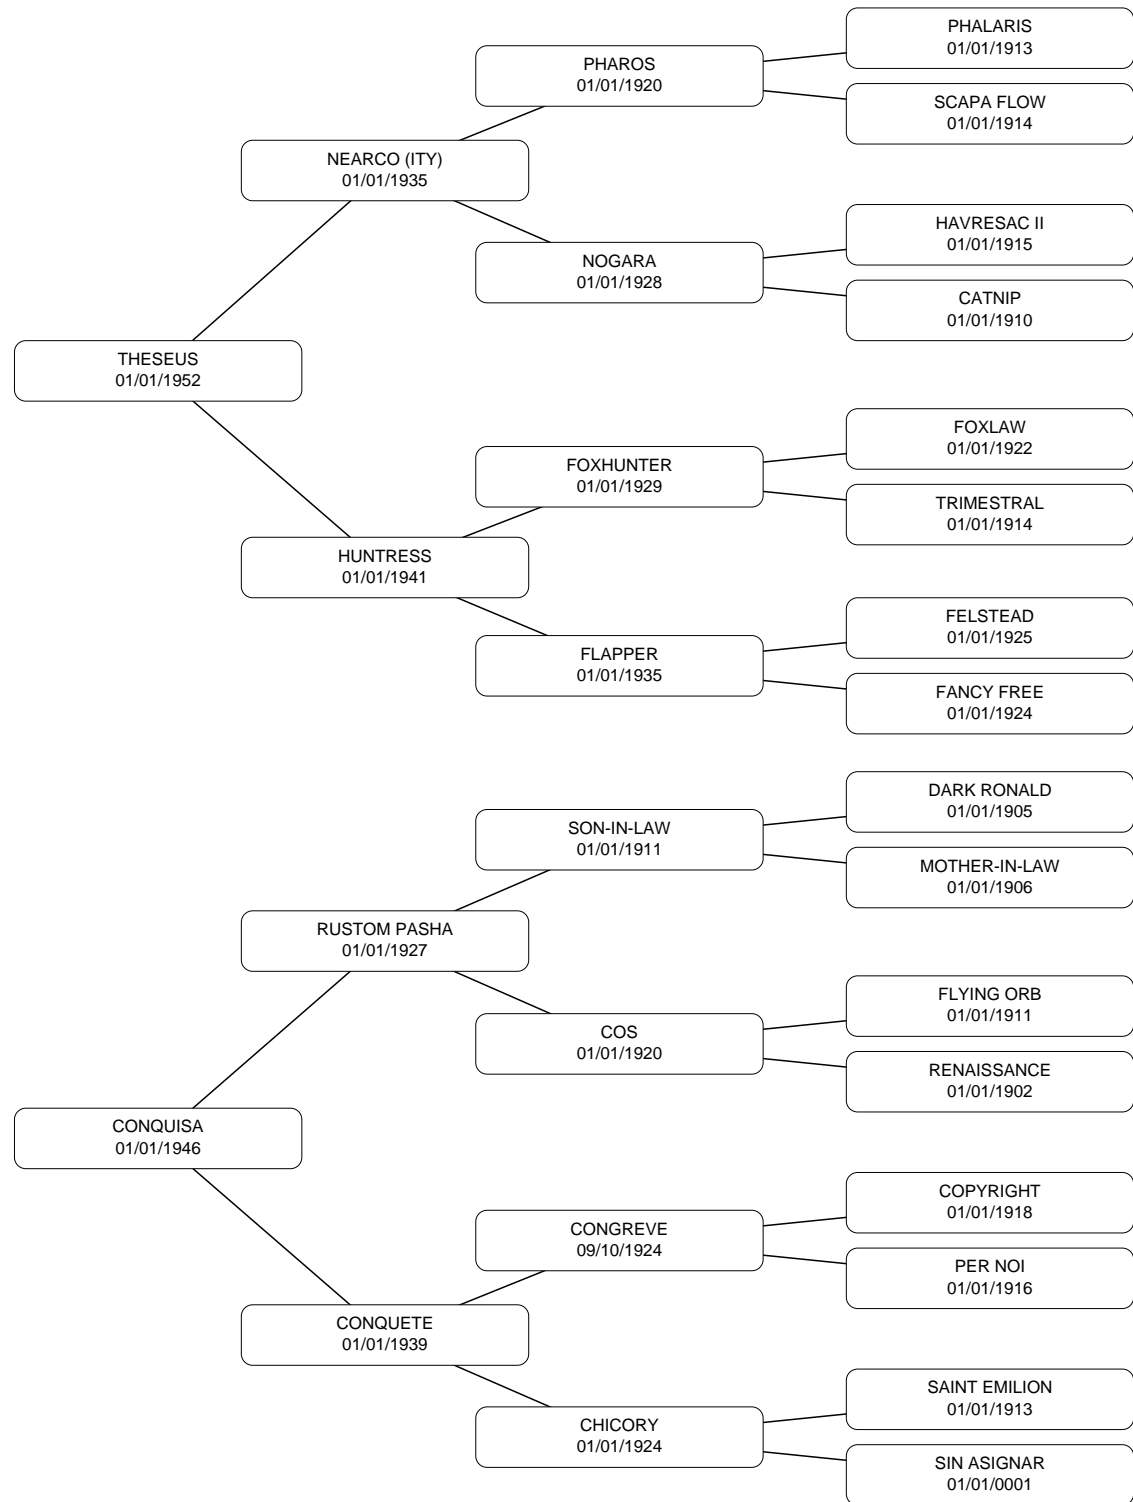 PHALARIS
01/01/1913
PHAROS
01/01/1920
SCAPA FLOW
01/01/1914
NEARCO (ITY)
01/01/1935
HAVRESAC II
01/01/1915
NOGARA
01/01/1928
CATNIP
01/01/1910
THESEUS
01/01/1952
FOXLAW
01/01/1922
FOXHUNTER
01/01/1929
TRIMESTRAL
01/01/1914
HUNTRESS
01/01/1941
FELSTEAD
01/01/1925
FLAPPER
01/01/1935
FANCY FREE
01/01/1924
DARK RONALD
01/01/1905
SON-IN-LAW
01/01/1911
MOTHER-IN-LAW
01/01/1906
RUSTOM PASHA
01/01/1927
FLYING ORB
01/01/1911
COS
01/01/1920
RENAISSANCE
01/01/1902
CONQUISA
01/01/1946
COPYRIGHT
01/01/1918
CONGREVE
09/10/1924
PER NOI
01/01/1916
CONQUETE
01/01/1939
SAINT EMILION
01/01/1913
CHICORY
01/01/1924
SIN ASIGNAR
01/01/0001